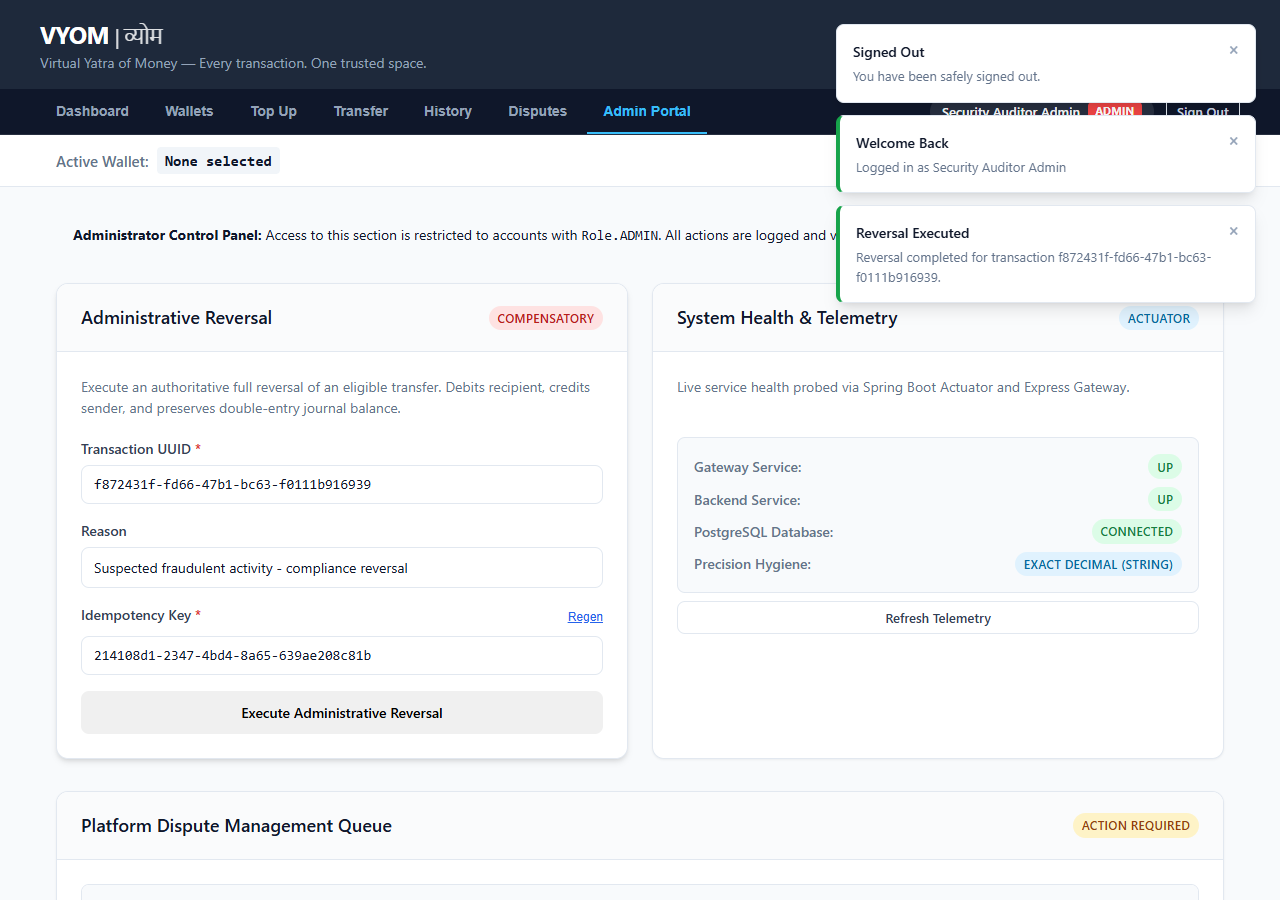 VYOM | व्योम
Virtual Yatra of Money — Every transaction. One trusted space.
Dashboard Wallets Top Up Transfer History Disputes Admin Portal
Security Auditor Admin ADMIN Sign Out
Signed Out ×
You have been safely signed out.
Welcome Back ×
Logged in as Security Auditor Admin
Reversal Executed ×
Reversal completed for transaction f872431f-fd66-47b1-bc63-
f0111b916939.
Active Wallet: None selected
Administrator Control Panel: Access to this section is restricted to accounts with Role.ADMIN. All actions are logged and
Administrative Reversal COMPENSATORY
Execute an authoritative full reversal of an eligible transfer. Debits recipient, credits
sender, and preserves double-entry journal balance.
Transaction UUID *
f872431f-fd66-47b1-bc63-f0111b916939
Reason
Suspected fraudulent activity - compliance reversal
Idempotency Key * Regen
214108d1-2347-4bd4-8a65-639ae208c81b
Execute Administrative Reversal
System Health & Telemetry ACTUATOR
Live service health probed via Spring Boot Actuator and Express Gateway.
Gateway Service: UP
Backend Service: UP
PostgreSQL Database: CONNECTED
Precision Hygiene: EXACT DECIMAL (STRING)
Refresh Telemetry
Platform Dispute Management Queue ACTION REQUIRED